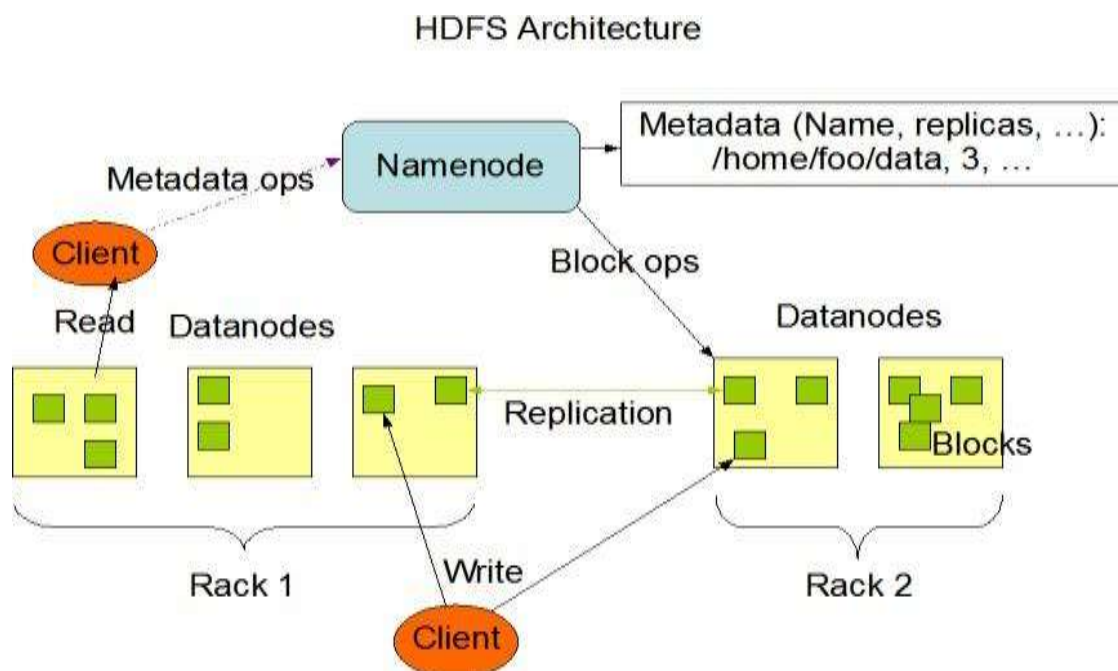 HDFS Architecture
Metadata (Name, replicas, ...):
/home/foo/data, 3, ...
Namenode
Metadata ops
Client
Block ops
Read
Datanodes
Datanodes
Replication
Blocks
Rack 1
Write
Rack 2
Client